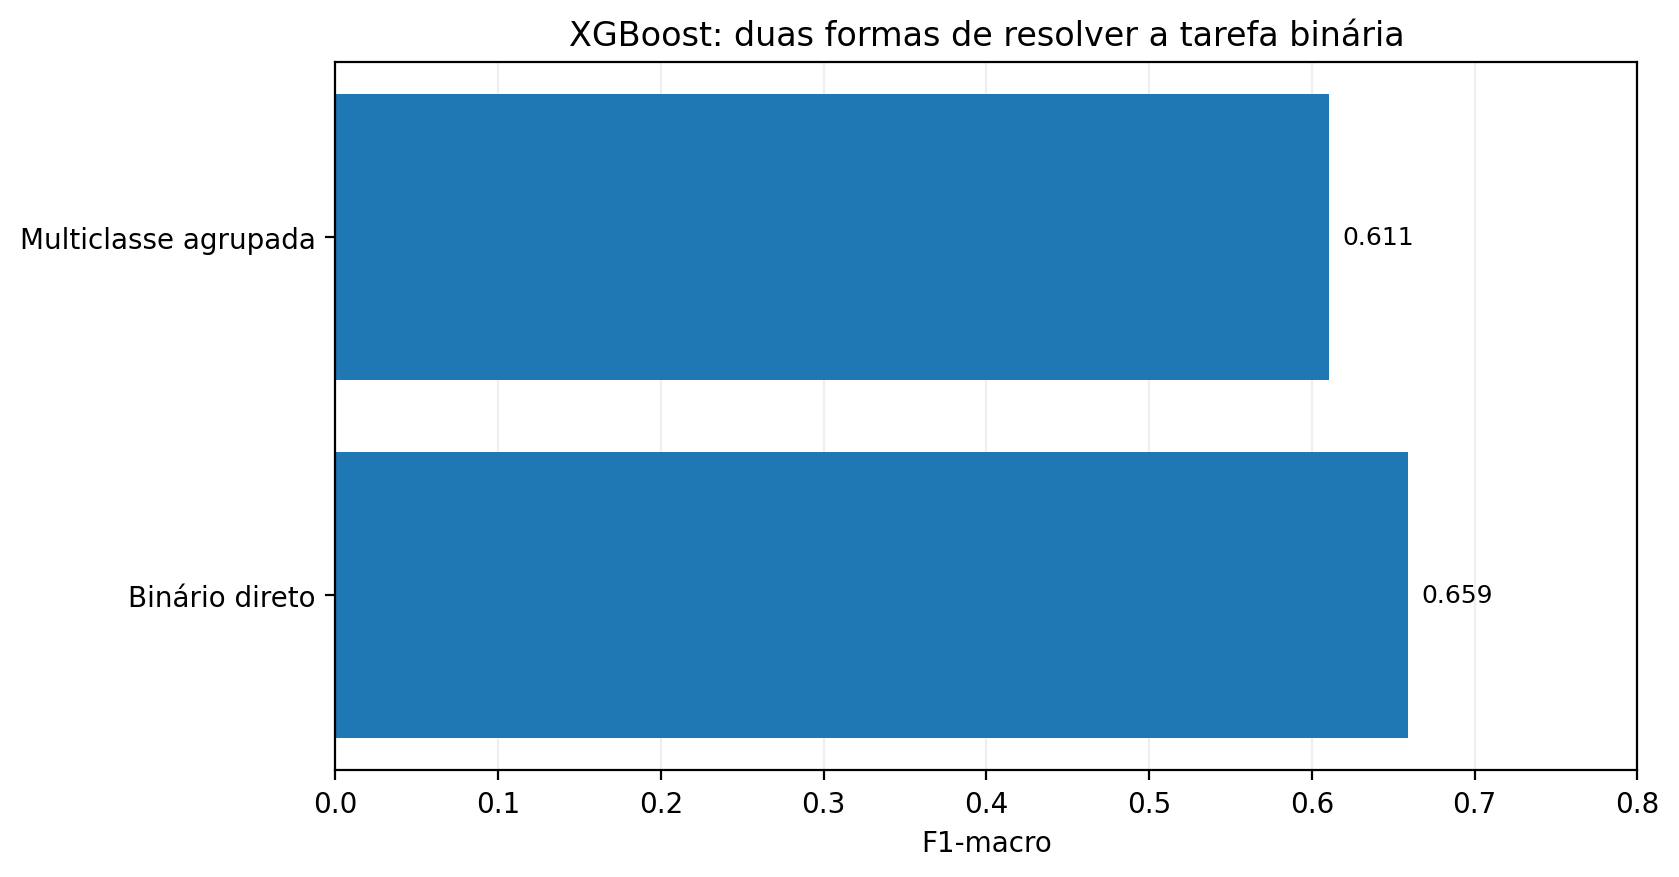 XGBoost: duas formas de resolver a tarefa binária
Multiclasse agrupada
0.611
Binário direto
0.659
0.0 0.1 0.2 0.3 0.4 0.5 0.6 0.7 0.8
F1-macro